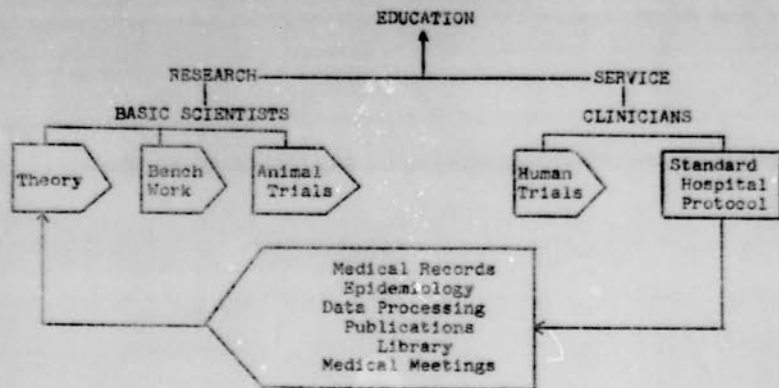 EDUCATION
RESEARCH SERVICE
BASIC SCIENTISTS CLINICIANS
Theory
Bench
Work
Animal
Trials
Human
Trials
Standard
Hospital
Protocol
Medical Records
Epidemiology
Data Processing
Publications
Library
Medical Meetings